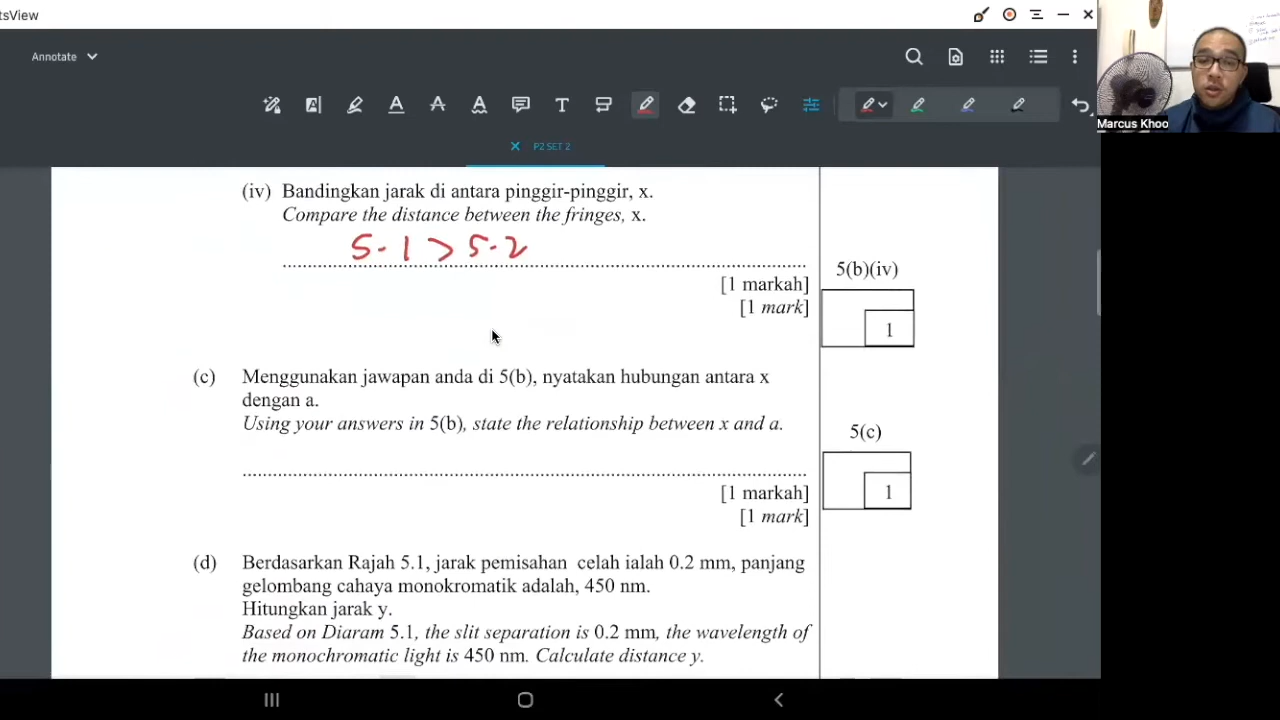 tsView
Annotate
Marcus Khoo
P2 SET 2
(iv) Bandingkan jarak di antara pinggir-pinggir, x.
Compare the distance between the fringes, x.
5.1 > 5.2
[1 markah]
[1 mark]
5(b)(iv)
1
(c) Menggunakan jawapan anda di 5(b), nyatakan hubungan antara x
dengan a.
Using your answers in 5(b), state the relationship between x and a.
[1 markah]
[1 mark]
5(c)
1
(d) Berdasarkan Rajah 5.1, jarak pemisahan celah ialah 0.2 mm, panjang
gelombang cahaya monokromatik adalah, 450 nm.
Hitungkan jarak y.
Based on Diaram 5.1, the slit separation is 0.2 mm, the wavelength of
the monochromatic light is 450 nm. Calculate distance y.